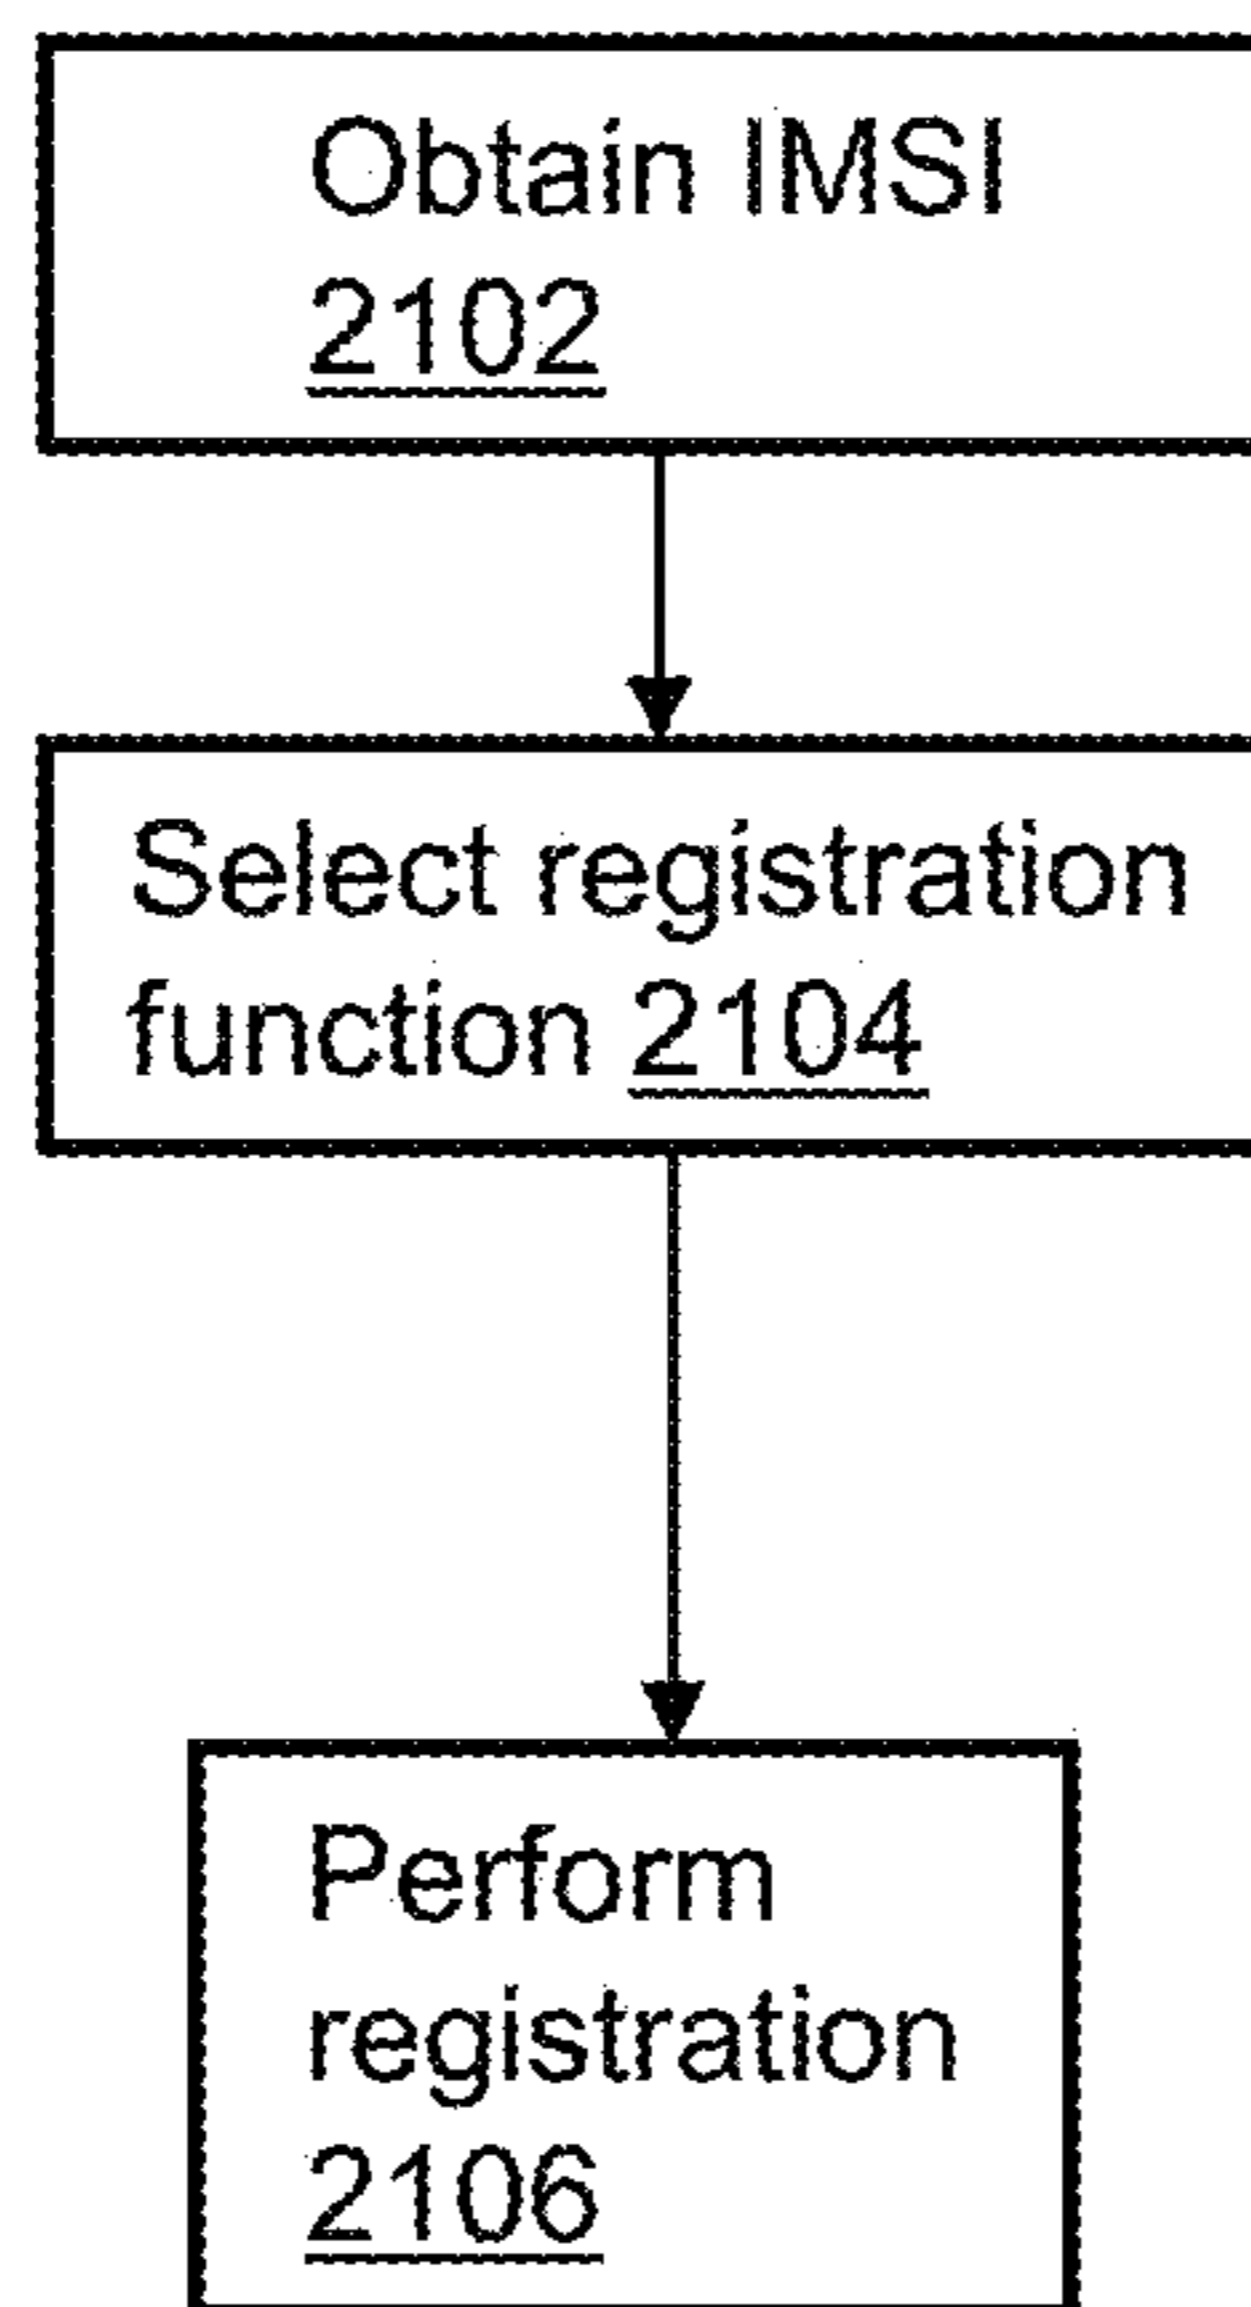 Obtain IMSI
2102
Select registration
function 2104
Perform
registration
2106